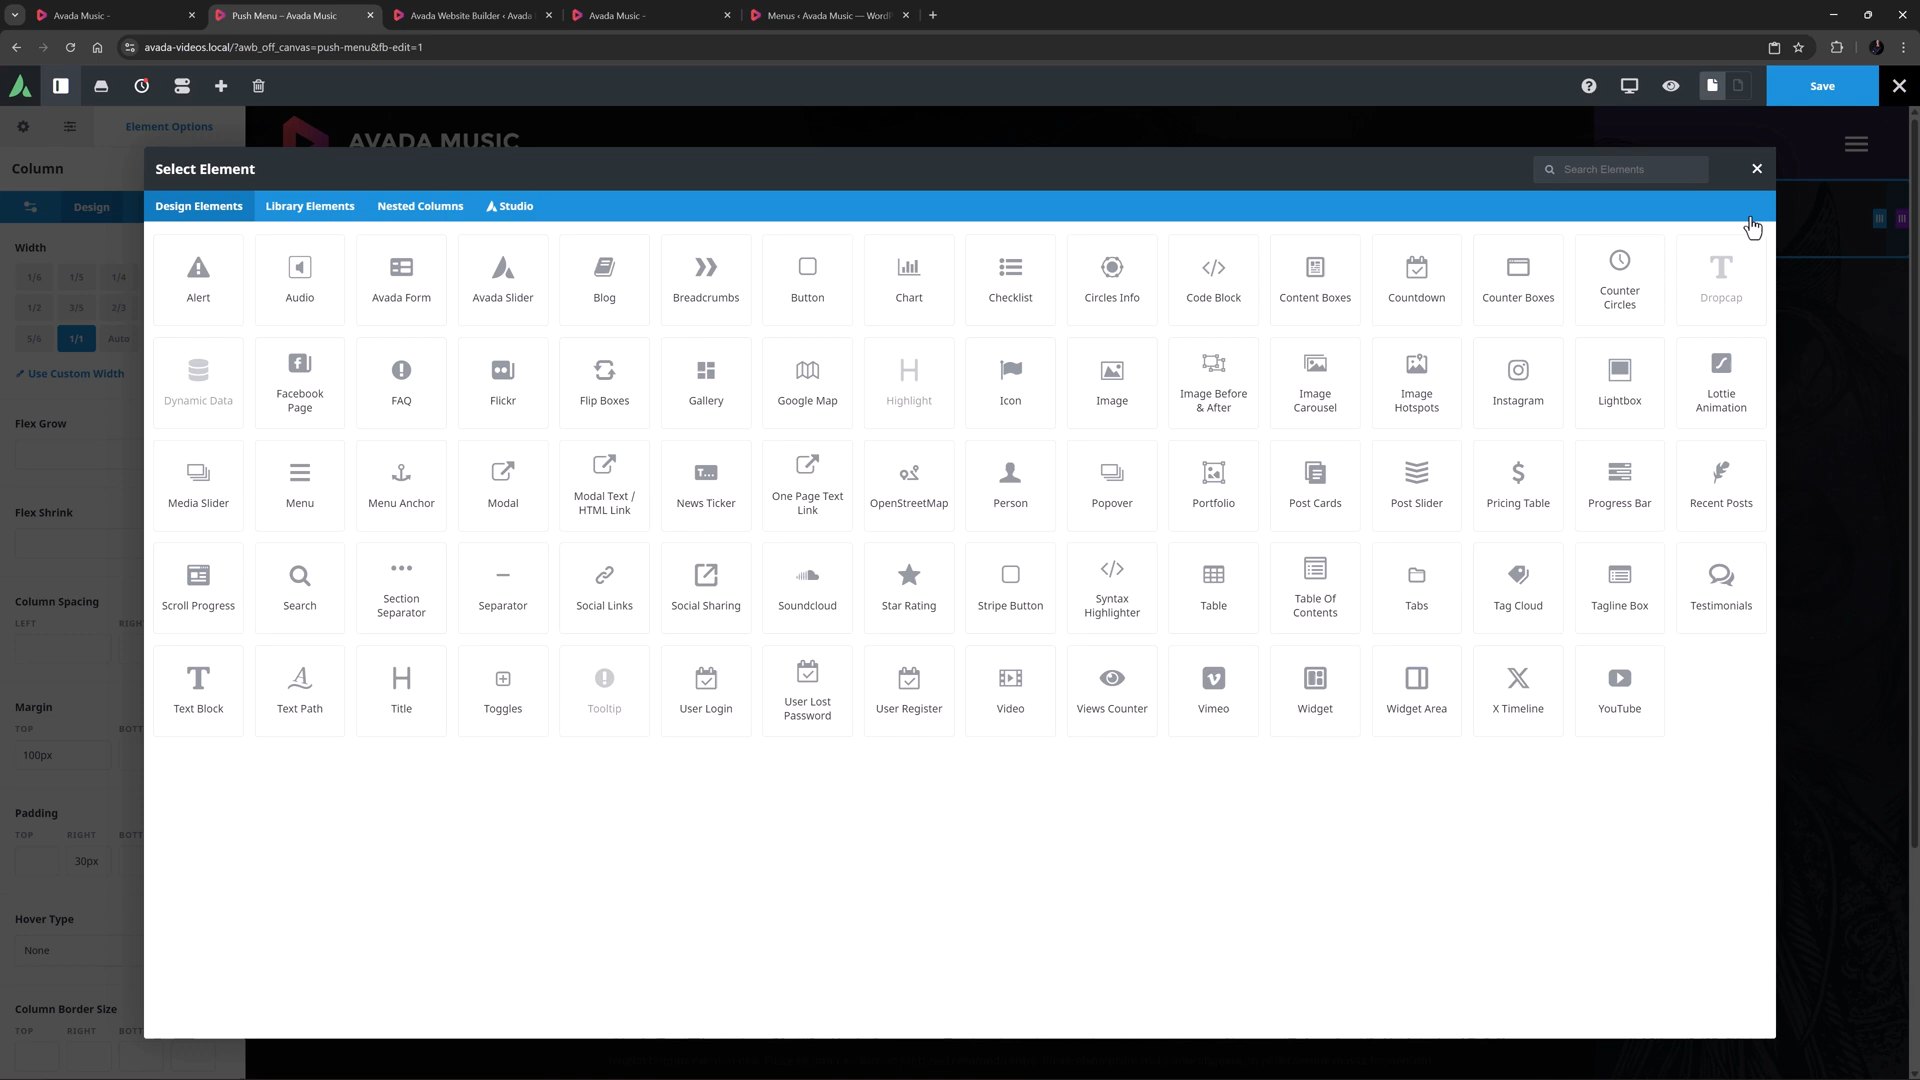 Avada Music -
Push Menu – Avada Music
Avada Website Builder ‹ Avada
Avada Music -
Menus ‹ Avada Music — WordP
avada-videos.local/?awb_off_canvas=push-menu&fb-edit=1
Save
Element Options
AVADA MUSIC
Column
Select Element
Search Elements
Design
Design Elements
Library Elements
Nested Columns
Studio
Width
1/6
1/5
1/4
1/2
3/5
2/3
5/6
1/1
Auto
Use Custom Width
Flex Grow
Flex Shrink
Column Spacing
LEFT
RIGH
Margin
TOP
BOTT
100px
Padding
TOP
RIGHT
BOTT
30px
Hover Type
None
Column Border Size
TOP
RIGHT
BOTT
Alert
Audio
Avada Form
Avada Slider
Blog
Breadcrumbs
Button
Chart
Checklist
Circles Info
Code Block
Content Boxes
Countdown
Counter Boxes
Counter
Circles
Dropcap
Dynamic Data
Facebook
Page
FAQ
Flickr
Flip Boxes
Gallery
Google Map
Highlight
Icon
Image
Image Before
& After
Image
Carousel
Image
Hotspots
Instagram
Lightbox
Lottie
Animation
Media Slider
Menu
Menu Anchor
Modal
Modal Text /
HTML Link
News Ticker
One Page Text
Link
OpenStreetMap
Person
Popover
Portfolio
Post Cards
Post Slider
Pricing Table
Progress Bar
Recent Posts
Scroll Progress
Search
Section
Separator
Separator
Social Links
Social Sharing
Soundcloud
Star Rating
Stripe Button
Syntax
Highlighter
Table
Table Of
Contents
Tabs
Tag Cloud
Tagline Box
Testimonials
Text Block
Text Path
Title
Toggles
Tooltip
User Login
User Lost
Password
User Register
Video
Views Counter
Vimeo
Widget
Widget Area
X Timeline
YouTube